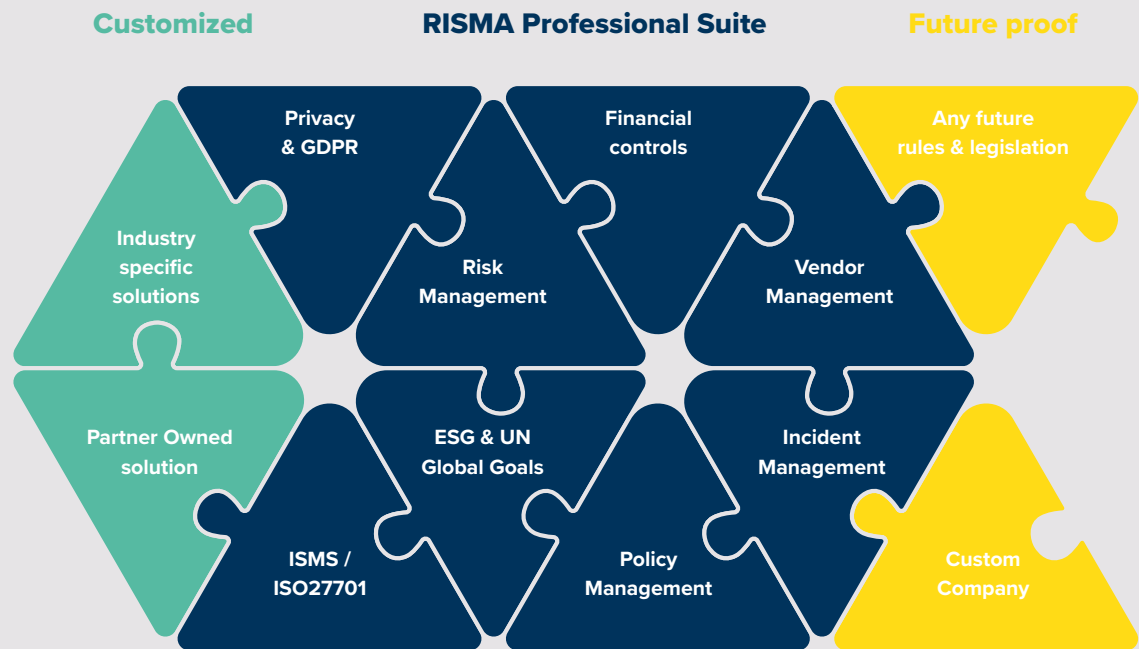 Customized
RISMA Professional Suite
Future proof
Privacy
& GDPR
Financial
controls
Any future
rules & legislation
Industry
specific
solutions
Risk
Management
Vendor
Management
Partner Owned
solution
ESG & UN
Global Goals
Incident
Management
ISMS /
ISO27701
Policy
Management
Custom
Company